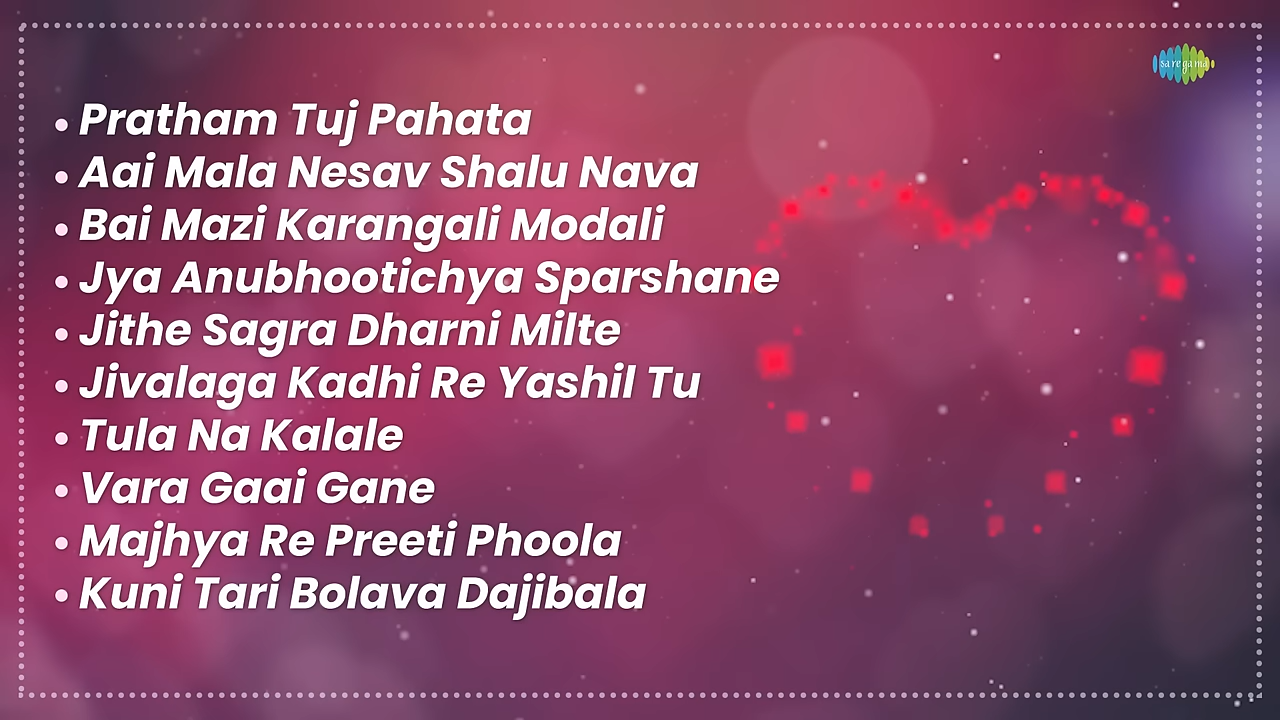 saregama
• Pratham Tuj Pahata
• Aai Mala Nesav Shalu Nava
• Bai Mazi Karangali Modali
• Jya Anubhootichya Sparshane
• Jithe Sagra Dharni Milte
• Jivalaga Kadhi Re Yashil Tu
• Tula Na Kalale
• Vara Gaai Gane
• Majhya Re Preeti Phoola
• Kuni Tari Bolava Dajibala